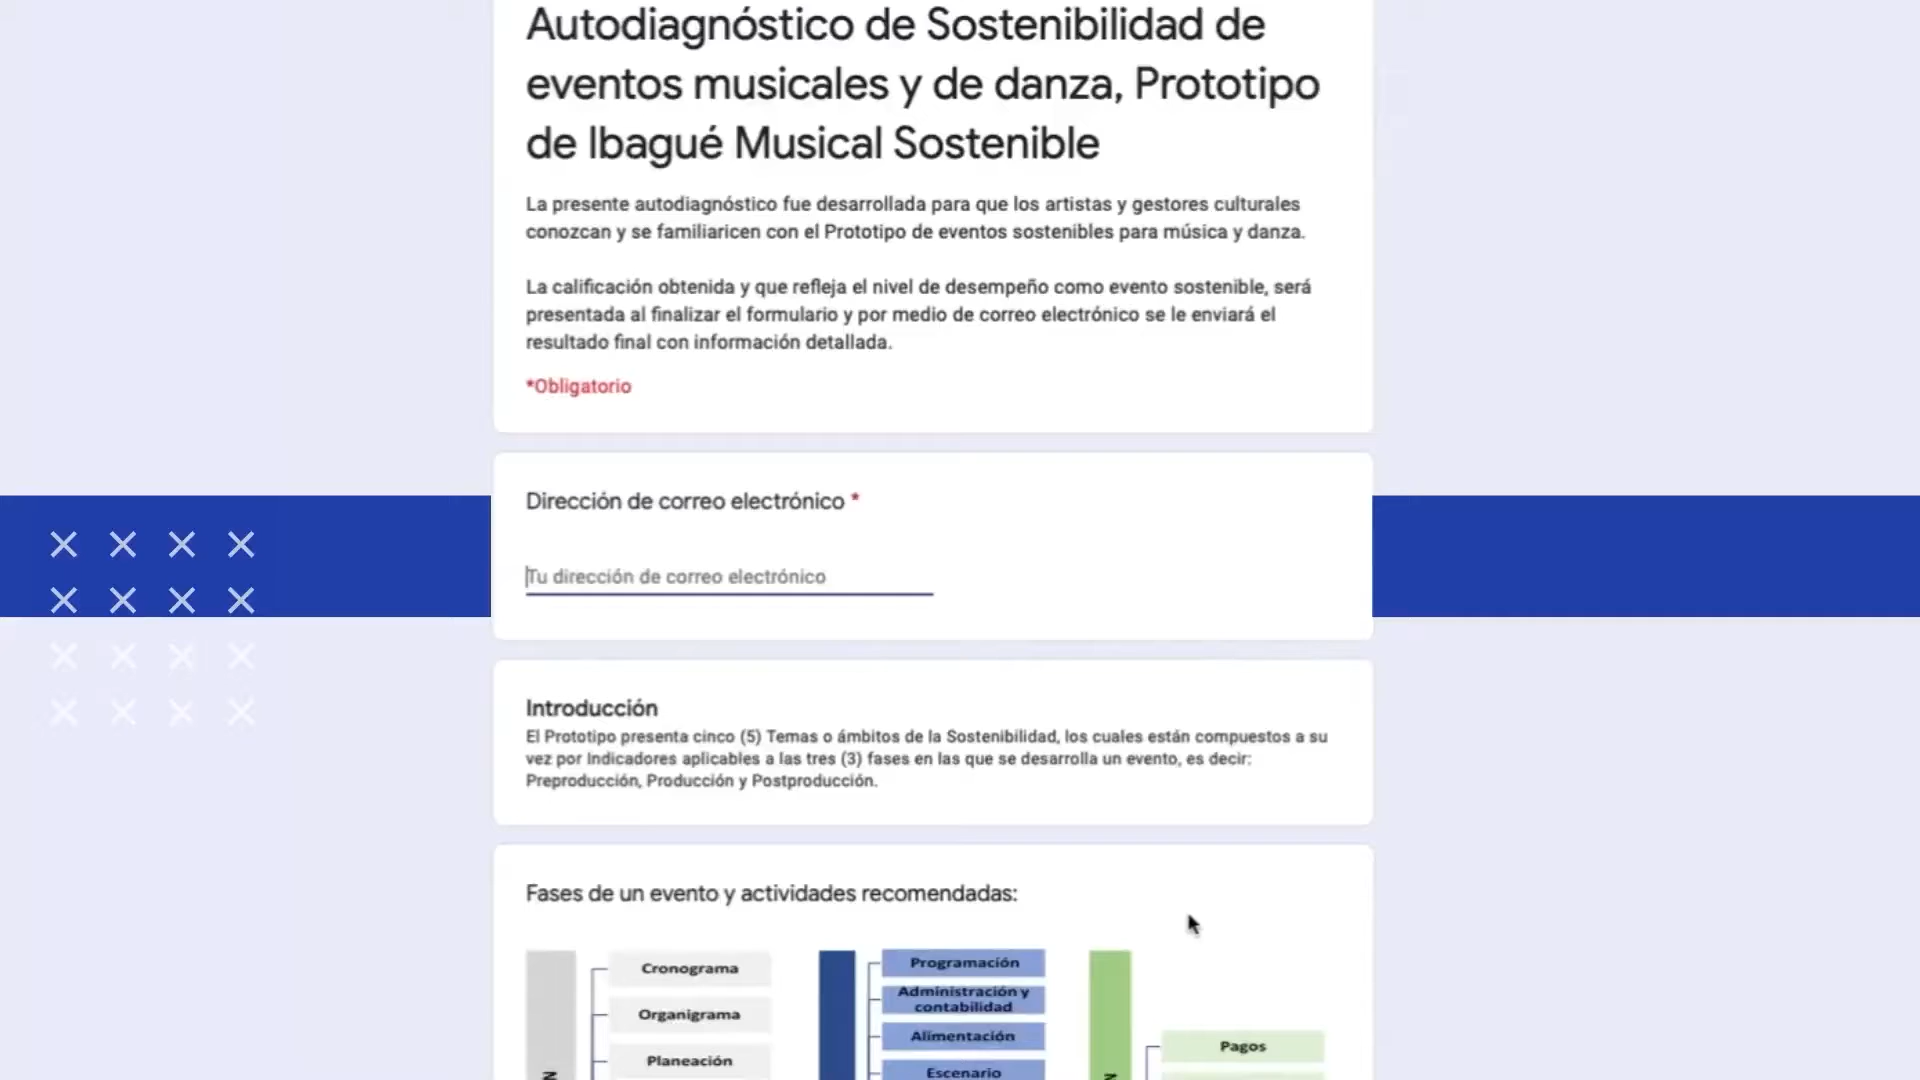 Autodiagnóstico de Sostenibilidad de
eventos musicales y de danza, Prototipo
de Ibagué Musical Sostenible
La presente autodiagnóstico fue desarrollada para que los artistas y gestores culturales
conozcan y se familiaricen con el Prototipo de eventos sostenibles para música y danza.
La calificación obtenida y que refleja el nivel de desempeño como evento sostenible, será
presentada al finalizar el formulario y por medio de correo electrónico se le enviará el
resultado final con información detallada.
*Obligatorio
Dirección de correo electrónico *
Tu dirección de correo electrónico
Introducción
El Prototipo presenta cinco (5) Temas o ámbitos de la Sostenibilidad, los cuales están compuestos a su
vez por Indicadores aplicables a las tres (3) fases en las que se desarrolla un evento, es decir:
Preproducción, Producción y Postproducción.
Fases de un evento y actividades recomendadas:
Cronograma
Organigrama
Planeación
Programación
Administración y
contabilidad
Alimentación
Escenario
Pagos